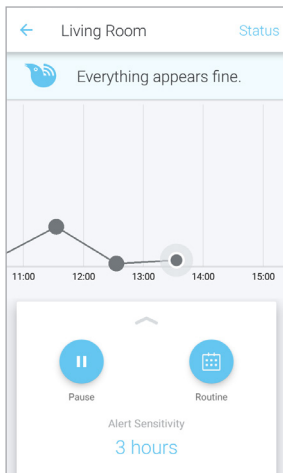 Living Room Status
Everything appears fine.
11:00 12:00 13:00 14:00 15:00
Pause Routine
Alert Sensitivity
3 hours